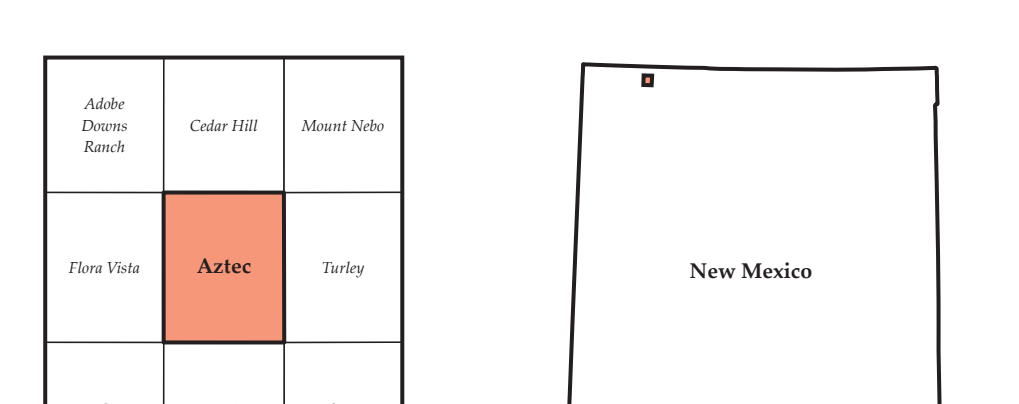 Adobe
Downs
Ranch
Cedar Hill
Mount Nebo
Flora Vista
Aztec
Turley
New Mexico